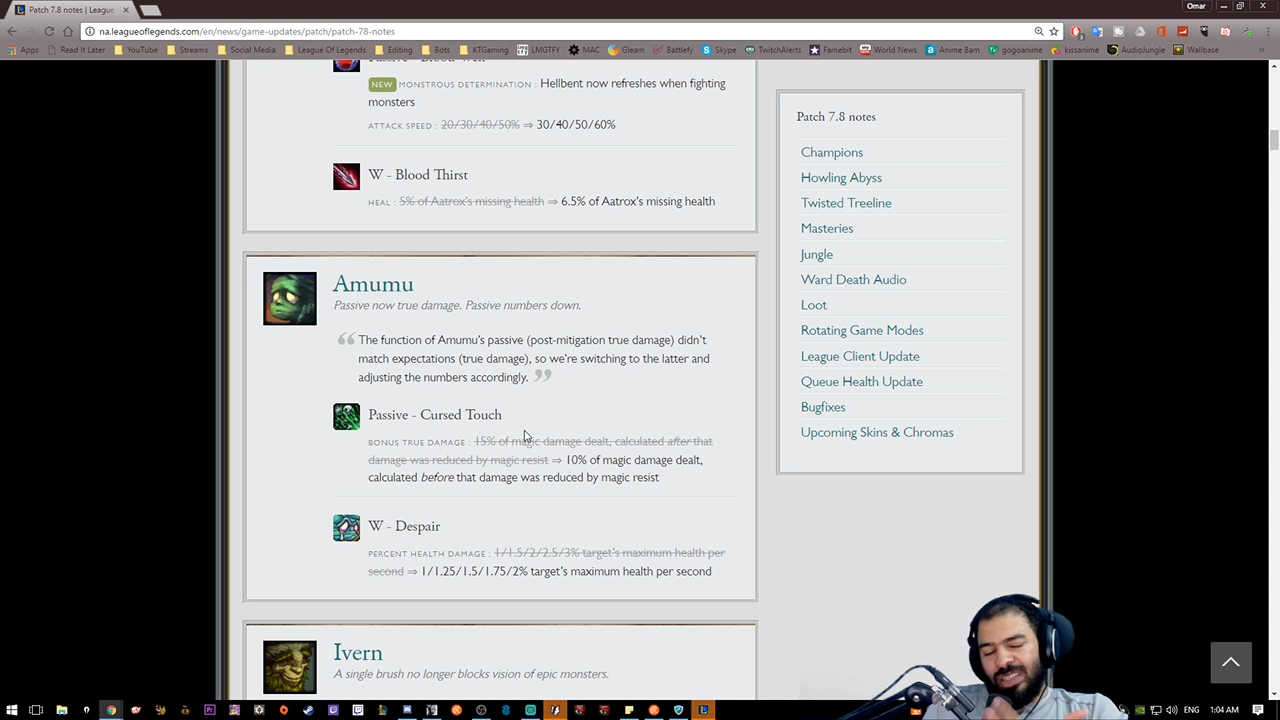 Patch 7.8 notes | League
Omar
na.leagueoflegends.com/en/news/game-updates/patch/patch-78-notes
Apps Read It Later YouTube Streams Social Media League Of Legends Editing Bots KTGaming LMGTFY MAC Gleam Battlefy Skype TwitchAlerts Famebit World News Anime Bam gogoanime kissanime AudioJungle Wallbase
NEW MONSTROUS DETERMINATION : Hellbent now refreshes when fighting
monsters
ATTACK SPEED : 20/30/40/50% ⇒ 30/40/50/60%
W - Blood Thirst
HEAL : 5% of Aatrox's missing health ⇒ 6.5% of Aatrox's missing health
Amumu
Passive now true damage. Passive numbers down.
“ The function of Amumu's passive (post-mitigation true damage) didn't
match expectations (true damage), so we're switching to the latter and
adjusting the numbers accordingly. ”
Passive - Cursed Touch
BONUS TRUE DAMAGE : 15% of magic damage dealt, calculated after that
damage was reduced by magic resist ⇒ 10% of magic damage dealt,
calculated before that damage was reduced by magic resist
W - Despair
PERCENT HEALTH DAMAGE : 1/1.5/2/2.5/3% target's maximum health per
second ⇒ 1/1.25/1.5/1.75/2% target's maximum health per second
Ivern
A single brush no longer blocks vision of epic monsters.
Patch 7.8 notes
Champions
Howling Abyss
Twisted Treeline
Masteries
Jungle
Ward Death Audio
Loot
Rotating Game Modes
League Client Update
Queue Health Update
Bugfixes
Upcoming Skins & Chromas
ENG 1:04 AM